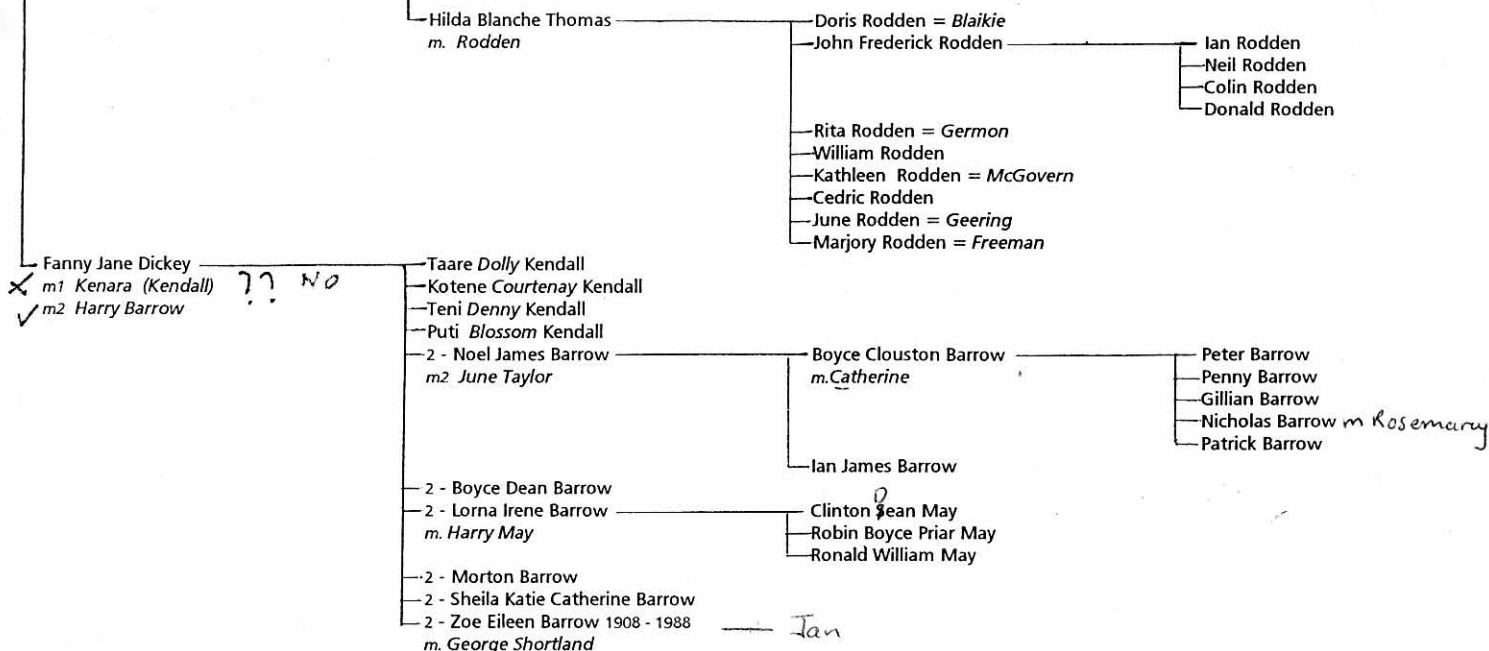 Hilda Blanche Thomas
m. Rodden
Doris Rodden = Blaikie
John Frederick Rodden
Ian Rodden
Neil Rodden
Colin Rodden
Donald Rodden
Rita Rodden = Germon
William Rodden
Kathleen Rodden = McGovern
Cedric Rodden
June Rodden = Geering
Marjory Rodden = Freeman
Fanny Jane Dickey
✗ m1 Kenara (Kendall) ?? NO
✓ m2 Harry Barrow
Taare Dolly Kendall
Kotene Courtenay Kendall
Teni Denny Kendall
Puti Blossom Kendall
2 - Noel James Barrow
m2 June Taylor
Boyce Clouston Barrow
m.Catherine
Peter Barrow
Penny Barrow
Gillian Barrow
Nicholas Barrow m Rosemary
Patrick Barrow
Ian James Barrow
2 - Boyce Dean Barrow
2 - Lorna Irene Barrow
m. Harry May
Clinton Dean May
Robin Boyce Priar May
Ronald William May
2 - Morton Barrow
2 - Sheila Katie Catherine Barrow
2 - Zoe Eileen Barrow 1908 - 1988 — Jan
m. George Shortland